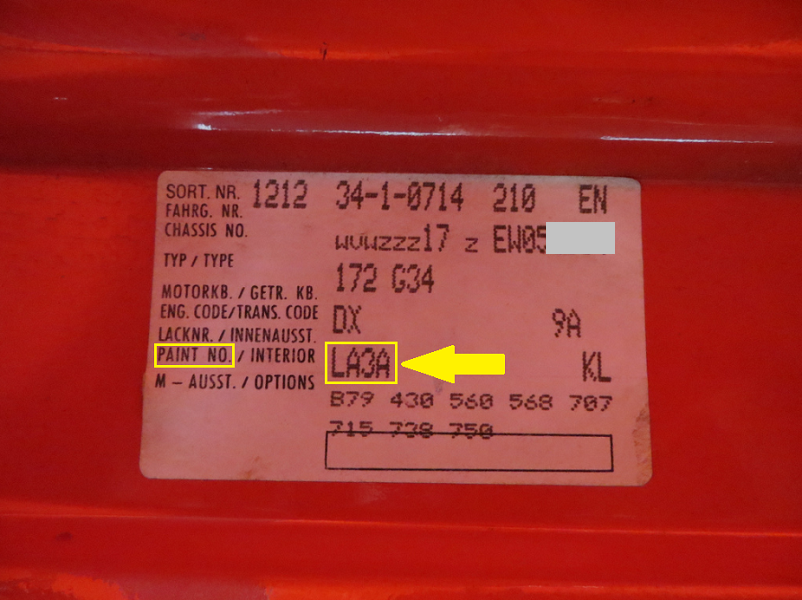 SORT. NR. 1212 34-1-0714 210 EN
FAHRG. NR.
CHASSIS NO. WVWZZZ17 Z EW05
TYP / TYPE 172 G34
MOTORKB. / GETR. KB.
ENG. CODE/TRANS. CODE DX 9A
LACKNR. / INNENAUSST.
PAINT NO. / INTERIOR LA3A KL
M – AUSST. / OPTIONS
B79 430 560 568 707
715 738 750